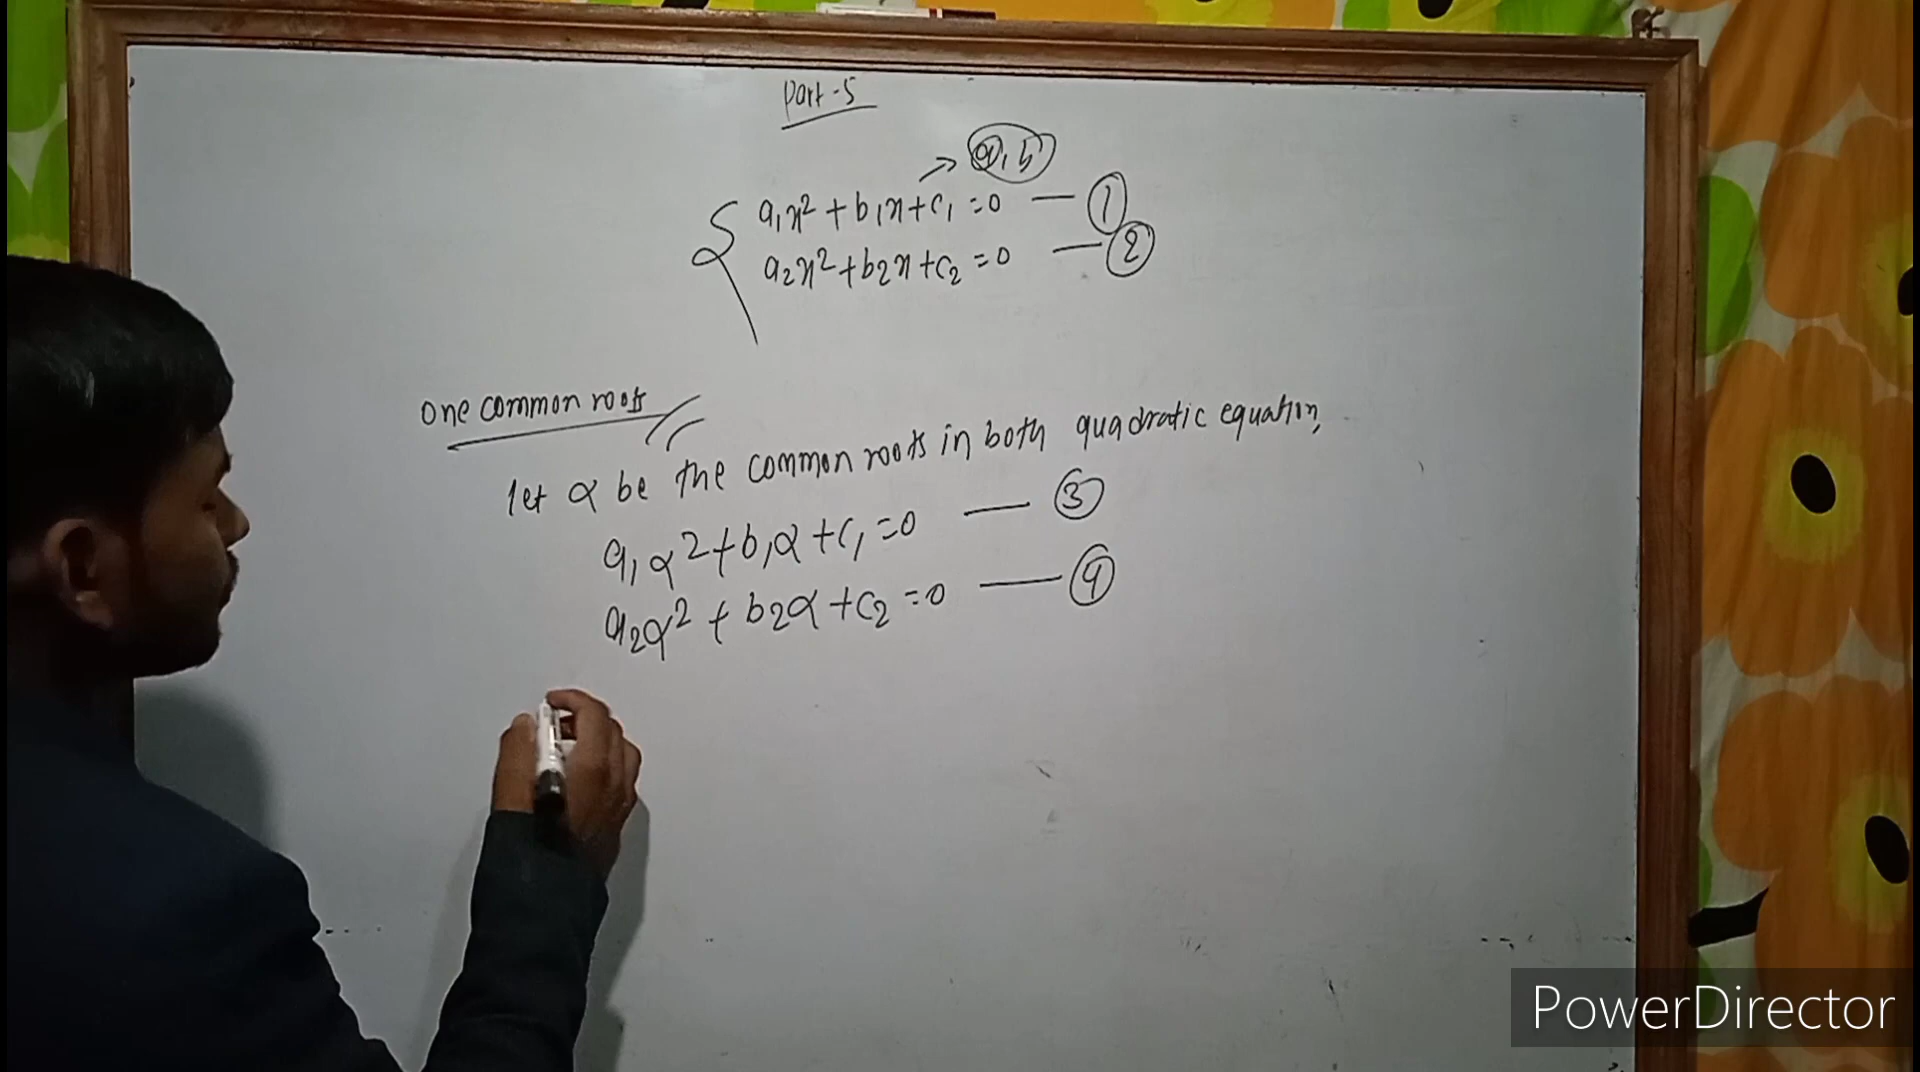 Part-5
a₁x² + b₁x + c₁ = 0 — ①
a₂x² + b₂x + c₂ = 0 — ②
One common roots
let α be the common roots in both quadratic equation,
a₁α² + b₁α + c₁ = 0 — ③
a₂α² + b₂α + c₂ = 0 — ④
PowerDirector